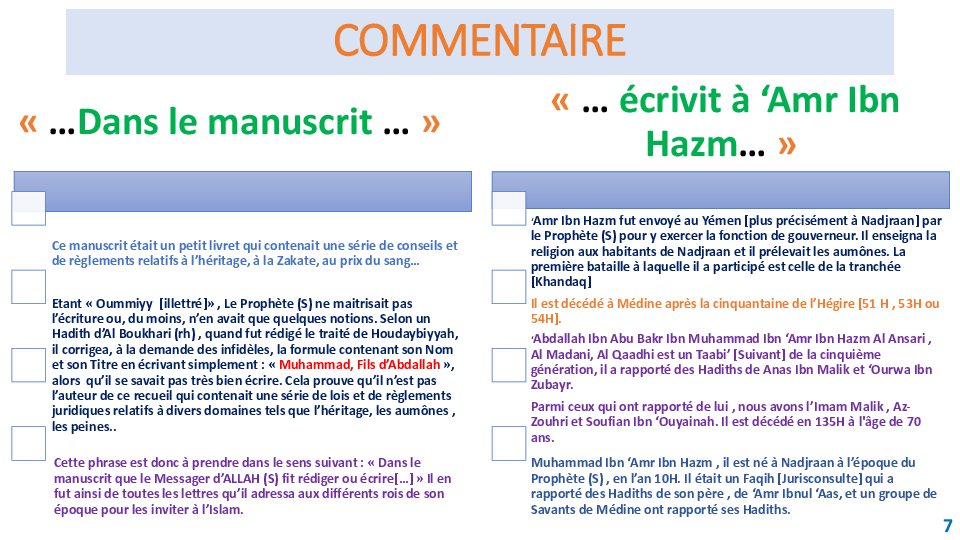 COMMENTAIRE
« …Dans le manuscrit … »
Ce manuscrit était un petit livret qui contenait une série de conseils et
de règlements relatifs à l’héritage, à la Zakate, au prix du sang…
Etant « Oummiyy [illettré]» , Le Prophète (S) ne maitrisait pas
l’écriture ou, du moins, n’en avait que quelques notions. Selon un
Hadith d’Al Boukhari (rh) , quand fut rédigé le traité de Houdaybiyyah,
il corrigea, à la demande des infidèles, la formule contenant son Nom
et son Titre en écrivant simplement : « Muhammad, Fils d’Abdallah »,
alors qu’il se savait pas très bien écrire. Cela prouve qu’il n’est pas
l’auteur de ce recueil qui contenait une série de lois et de règlements
juridiques relatifs à divers domaines tels que l’héritage, les aumônes ,
les peines..
Cette phrase est donc à prendre dans le sens suivant : « Dans le
manuscrit que le Messager d’ALLAH (S) fit rédiger ou écrire[…] » Il en
fut ainsi de toutes les lettres qu’il adressa aux différents rois de son
époque pour les inviter à l’Islam.
« … écrivit à ‘Amr Ibn
Hazm… »
‘Amr Ibn Hazm fut envoyé au Yémen [plus précisément à Nadjraan] par
le Prophète (S) pour y exercer la fonction de gouverneur. Il enseigna la
religion aux habitants de Nadjraan et il prélevait les aumônes. La
première bataille à laquelle il a participé est celle de la tranchée
[Khandaq]
Il est décédé à Médine après la cinquantaine de l’Hégire [51 H , 53H ou
54H].
‘Abdallah Ibn Abu Bakr Ibn Muhammad Ibn ‘Amr Ibn Hazm Al Ansari ,
Al Madani, Al Qaadhi est un Taabi’ [Suivant] de la cinquième
génération, il a rapporté des Hadiths de Anas Ibn Malik et ‘Ourwa Ibn
Zubayr.
Parmi ceux qui ont rapporté de lui , nous avons l’Imam Malik , Az-
Zouhri et Soufian Ibn ‘Ouyainah. Il est décédé en 135H à l'âge de 70
ans.
Muhammad Ibn ‘Amr Ibn Hazm , il est né à Nadjraan à l’époque du
Prophète (S) , en l’an 10H. Il était un Faqih [Jurisconsulte] qui a
rapporté des Hadiths de son père , de ‘Amr Ibnul ‘Aas, et un groupe de
Savants de Médine ont rapporté ses Hadiths.
7